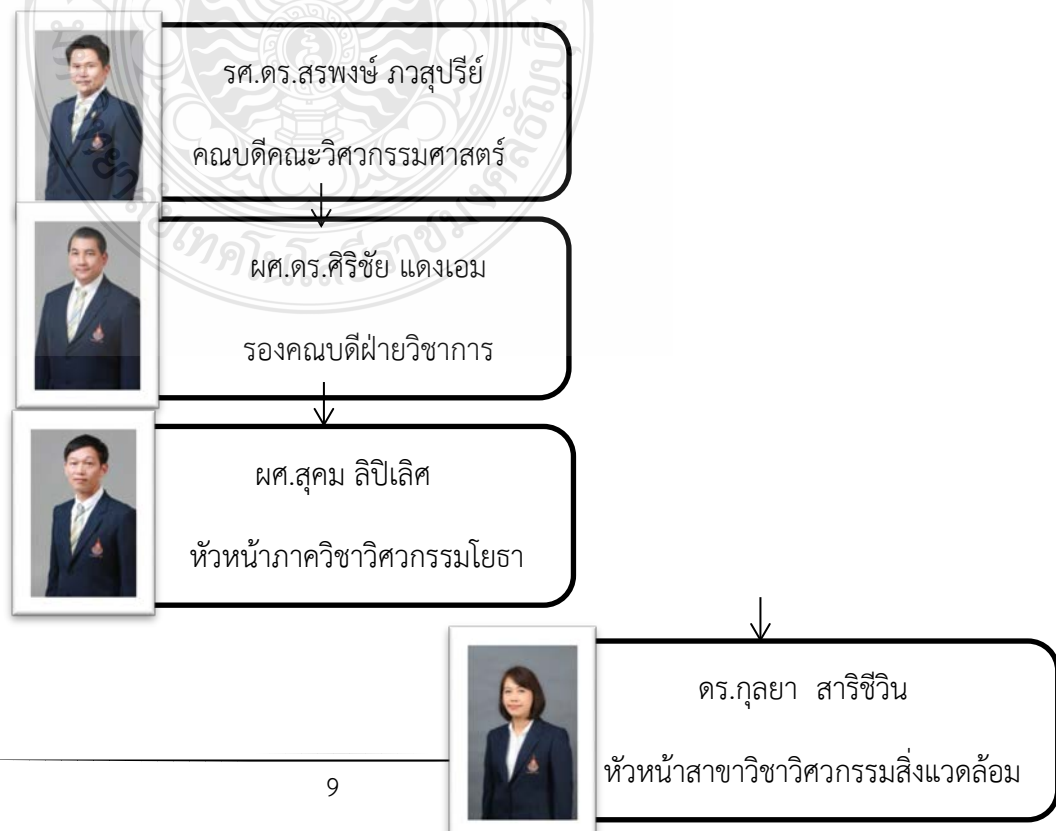 รศ.ดร.สรพงษ์ ภวสุปรีย์
คณบดีคณะวิศวกรรมศาสตร์
ผศ.ดร.ศิริชัย แดงเอม
รองคณบดีฝ่ายวิชาการ
ผศ.สุคม ลิปิเลิศ
หัวหน้าภาควิชาวิศวกรรมโยธา
ดร.กุลยา สาริชีวิน
หัวหน้าสาขาวิชาวิศวกรรมสิ่งแวดล้อม
9